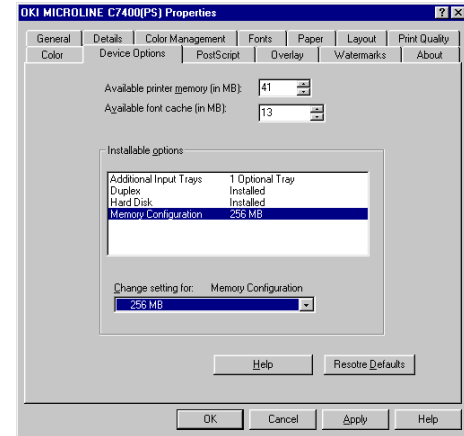 OKI MICROLINE C7400(PS) Properties
General Details Color Management Fonts Paper Layout Print Quality
Color Device Options PostScript Overlay Watermarks About
Available printer memory (in MB): 41
Available font cache (in MB): 13
Installable options
Additional Input Trays 1 Optional Tray
Duplex Installed
Hard Disk Installed
Memory Configuration 256 MB
Change setting for: Memory Configuration
256 MB
Help Resotre Defaults
OK Cancel Apply Help